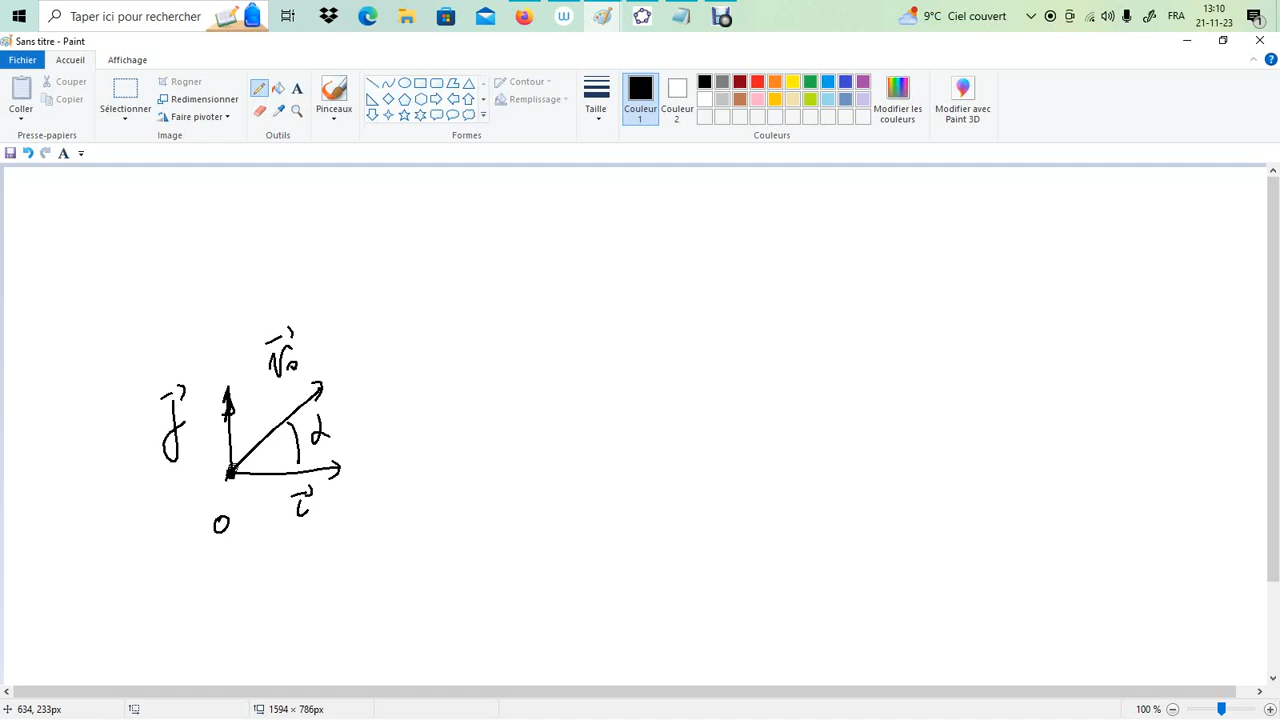 Taper ici pour rechercher
9°C Ciel couvert
FRA
13:10
21-11-23
1
Sans titre - Paint
Fichier
Accueil
Affichage
Coller
Couper
Copier
Presse-papiers
Sélectionner
Rogner
Redimensionner
Faire pivoter
Image
A
Outils
Pinceaux
Contour
Remplissage
Formes
Taille
Couleur
1
Couleur
2
Couleurs
Modifier les
couleurs
Modifier avec
Paint 3D
A
V⃗o
j⃗
α
i⃗
O
634, 233px
1594 × 786px
100 %